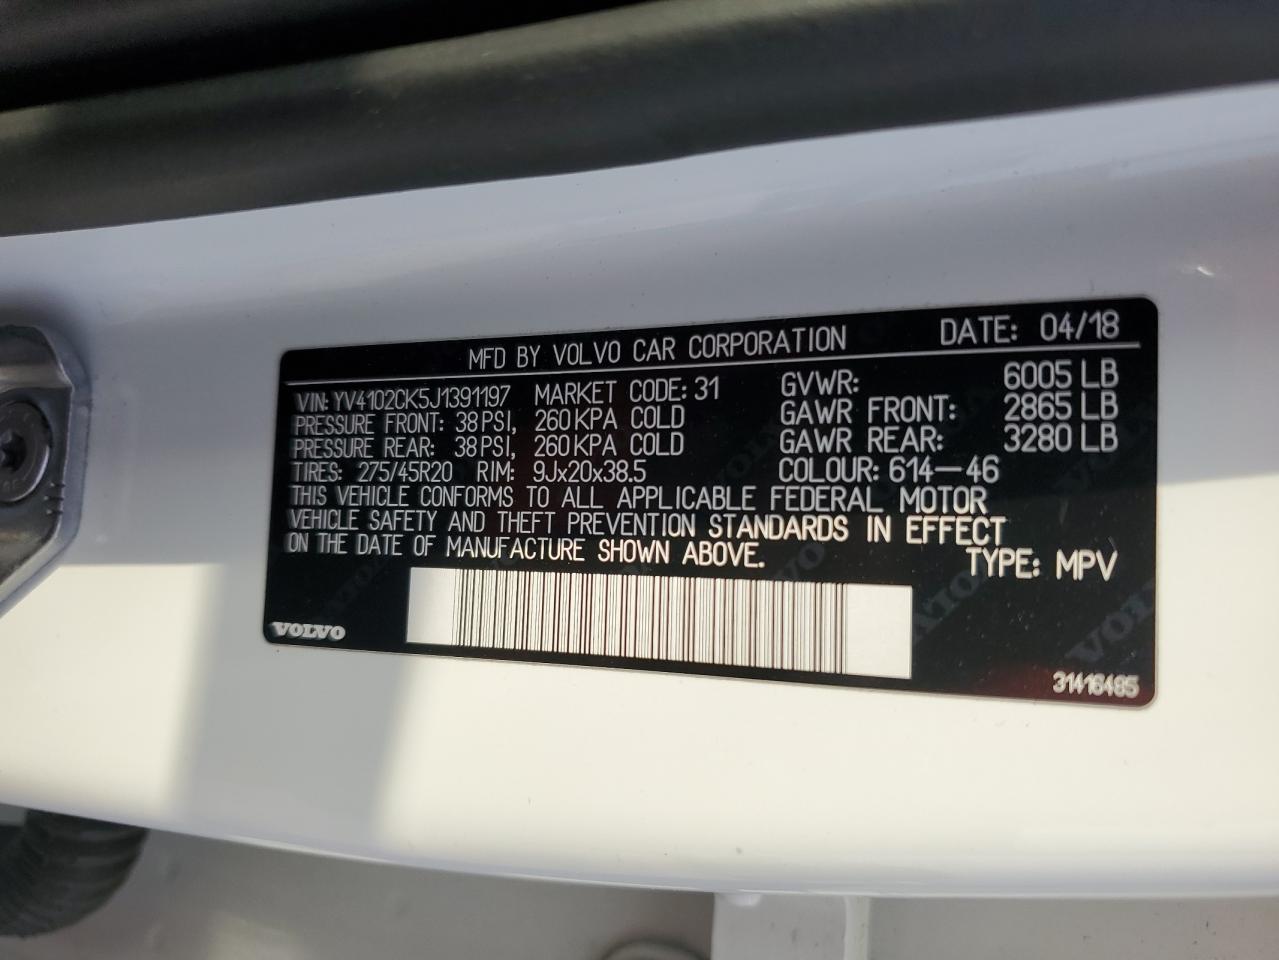 MFD BY VOLVO CAR CORPORATION DATE: 04/18
VIN: YV4102CK5J1391197 MARKET CODE: 31 GVWR: 6005 LB
PRESSURE FRONT: 38 PSI, 260 KPA COLD GAWR FRONT: 2865 LB
PRESSURE REAR: 38 PSI, 260 KPA COLD GAWR REAR: 3280 LB
TIRES: 275/45R20 RIM: 9Jx20x38.5 COLOUR: 614-46
THIS VEHICLE CONFORMS TO ALL APPLICABLE FEDERAL MOTOR
VEHICLE SAFETY AND THEFT PREVENTION STANDARDS IN EFFECT
ON THE DATE OF MANUFACTURE SHOWN ABOVE. TYPE: MPV
VOLVO
31416485